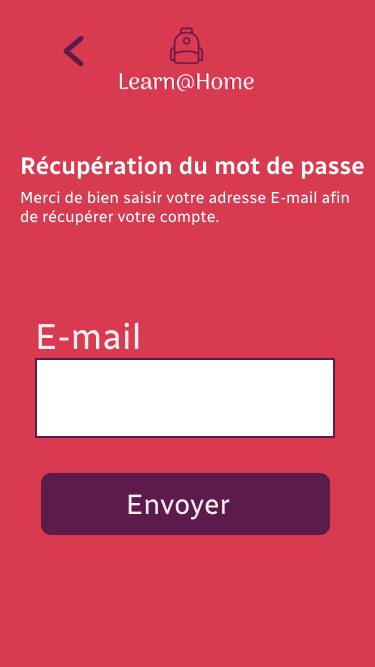 Learn@Home
Récupération du mot de passe
Merci de bien saisir votre adresse E-mail afin
de récupérer votre compte.
E-mail
Envoyer